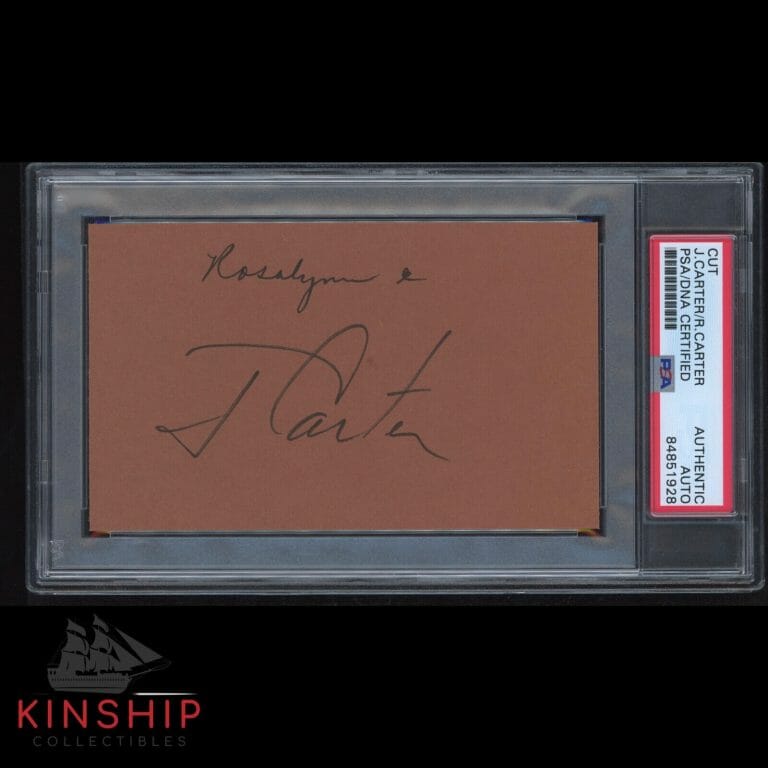 Rosalynn &
J Carter
CUT
J.CARTER/R.CARTER
PSA/DNA CERTIFIED
PSA
AUTHENTIC
AUTO
84851928
KINSHIP
COLLECTIBLES